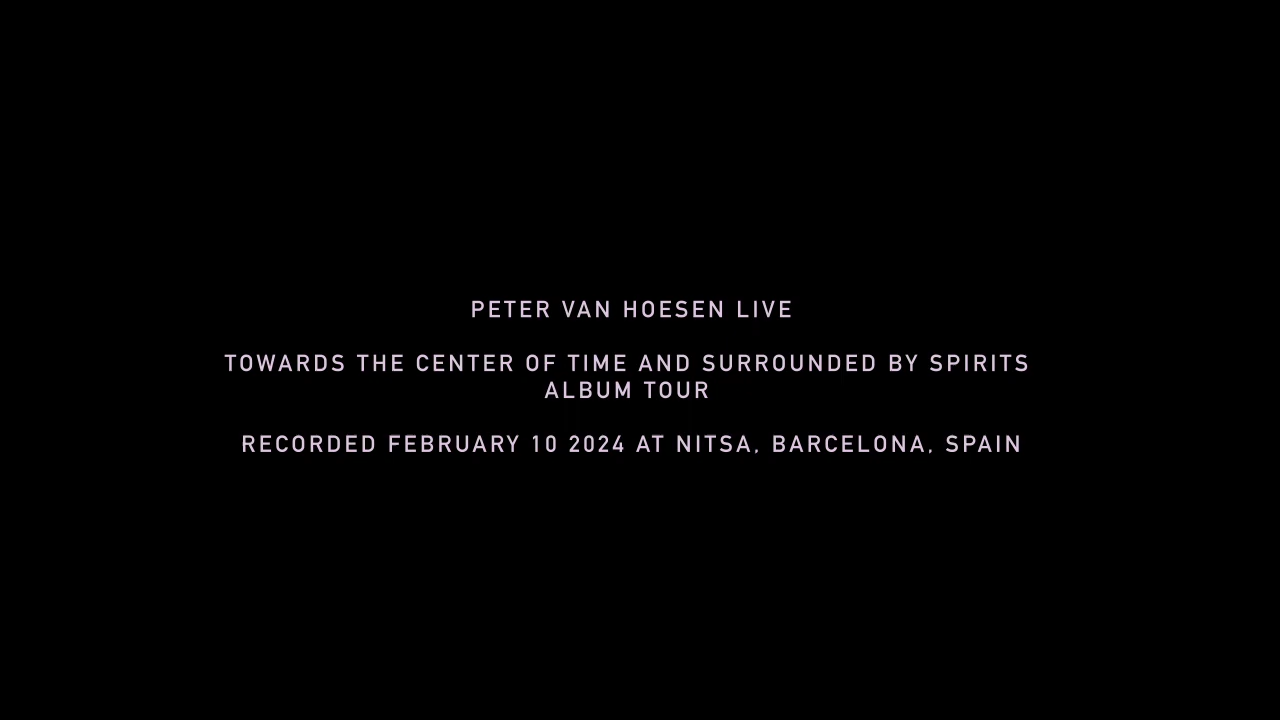 PETER VAN HOESEN LIVE
TOWARDS THE CENTER OF TIME AND SURROUNDED BY SPIRITS
ALBUM TOUR
RECORDED FEBRUARY 10 2024 AT NITSA, BARCELONA, SPAIN